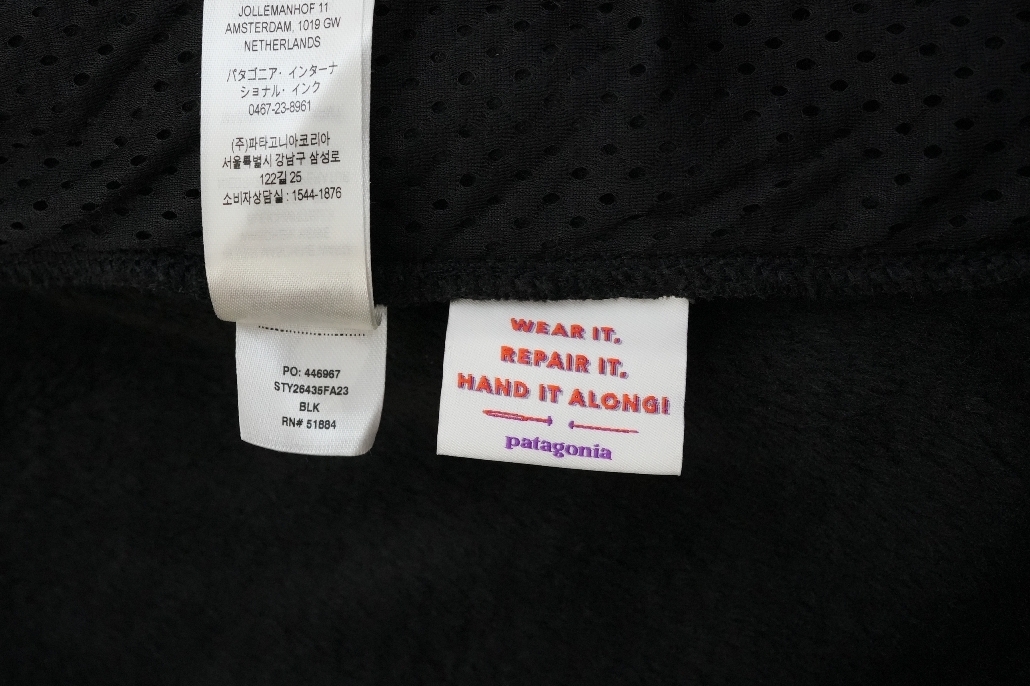 JOLLEMANHOF 11
AMSTERDAM, 1019 GW
NETHERLANDS
パタゴニア・インターナ
ショナル・インク
0467-23-8961
(주)파타고니아코리아
서울특별시 강남구 삼성로
122길 25
소비자상담실 : 1544-1876
PO: 446967
STY26435FA23
BLK
RN# 51884
WEAR IT.
REPAIR IT.
HAND IT ALONG!
patagonia